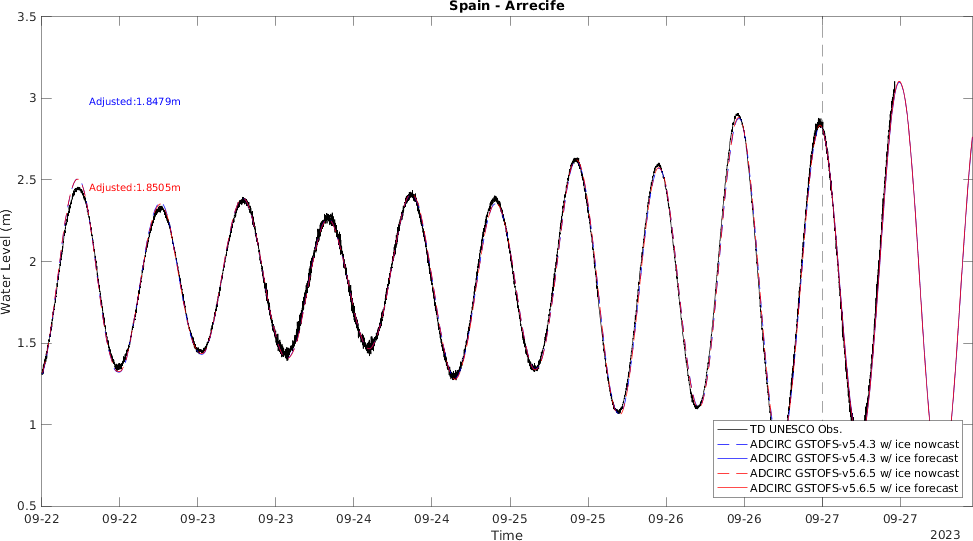 Spain - Arrecife
3.5
3
2.5
2
1.5
1
0.5
Water Level (m)
Adjusted:1.8479m
Adjusted:1.8505m
TD UNESCO Obs.
ADCIRC GSTOFS-v5.4.3 w/ ice nowcast
ADCIRC GSTOFS-v5.4.3 w/ ice forecast
ADCIRC GSTOFS-v5.6.5 w/ ice nowcast
ADCIRC GSTOFS-v5.6.5 w/ ice forecast
09-22 09-22 09-23 09-23 09-24 09-24 09-25 09-25 09-26 09-26 09-27 09-27
Time
2023